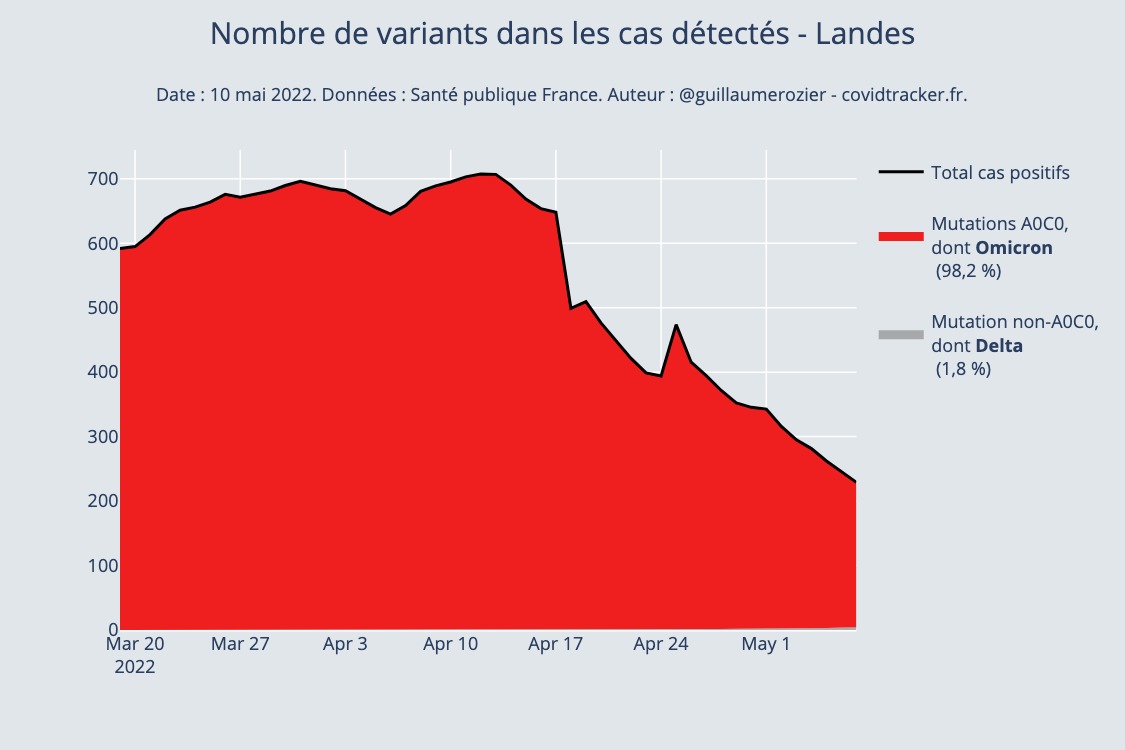 Nombre de variants dans les cas détectés - Landes
Date : 10 mai 2022. Données : Santé publique France. Auteur : @guillaumerozier - covidtracker.fr.
700
600
500
400
300
200
100
0
Mar 20
2022
Mar 27
Apr 3
Apr 10
Apr 17
Apr 24
May 1
Total cas positifs
Mutations A0C0,
dont Omicron
(98,2 %)
Mutation non-A0C0,
dont Delta
(1,8 %)